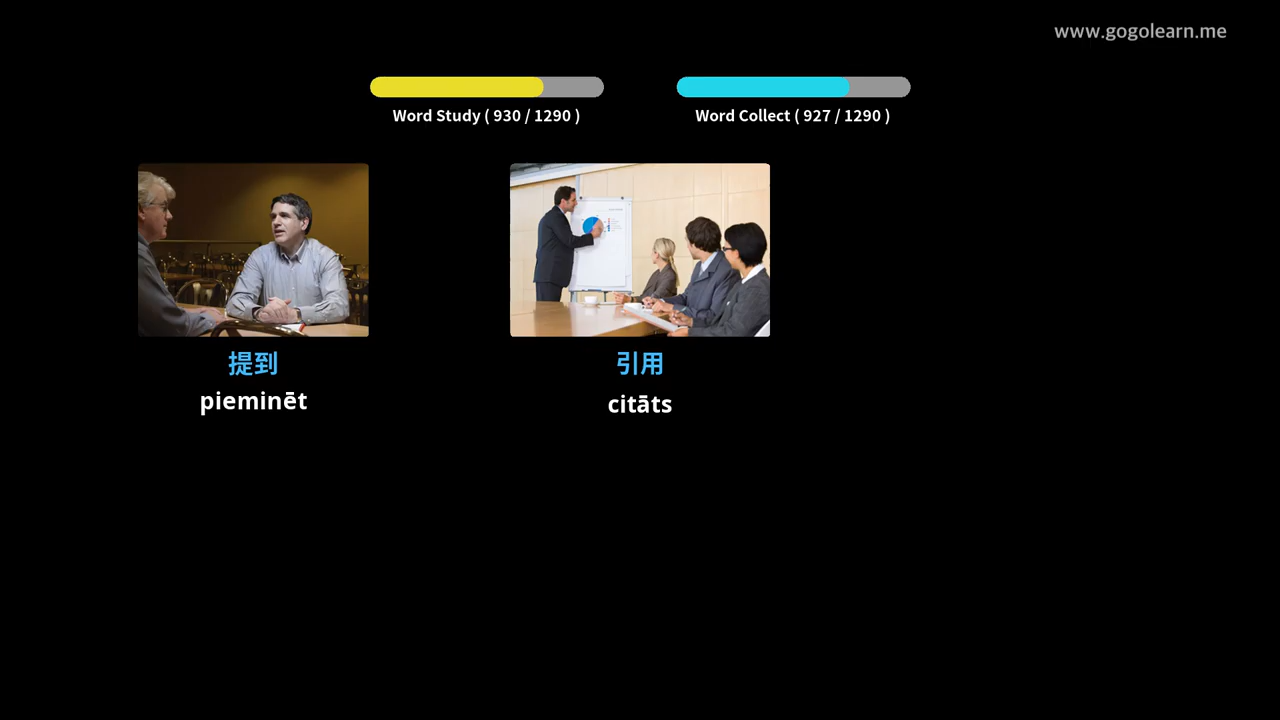 www.gogolearn.me
Word Study ( 930 / 1290 )
Word Collect ( 927 / 1290 )
提到
pieminēt
引用
citāts